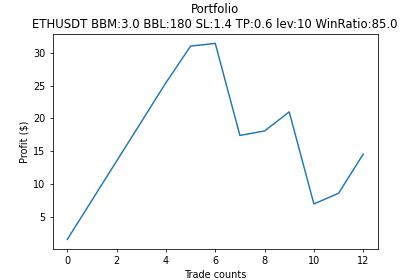 Portfolio
ETHUSDT BBM:3.0 BBL:180 SL:1.4 TP:0.6 lev:10 WinRatio:85.0
30
25
20
15
10
5
Profit ($)
0 2 4 6 8 10 12
Trade counts